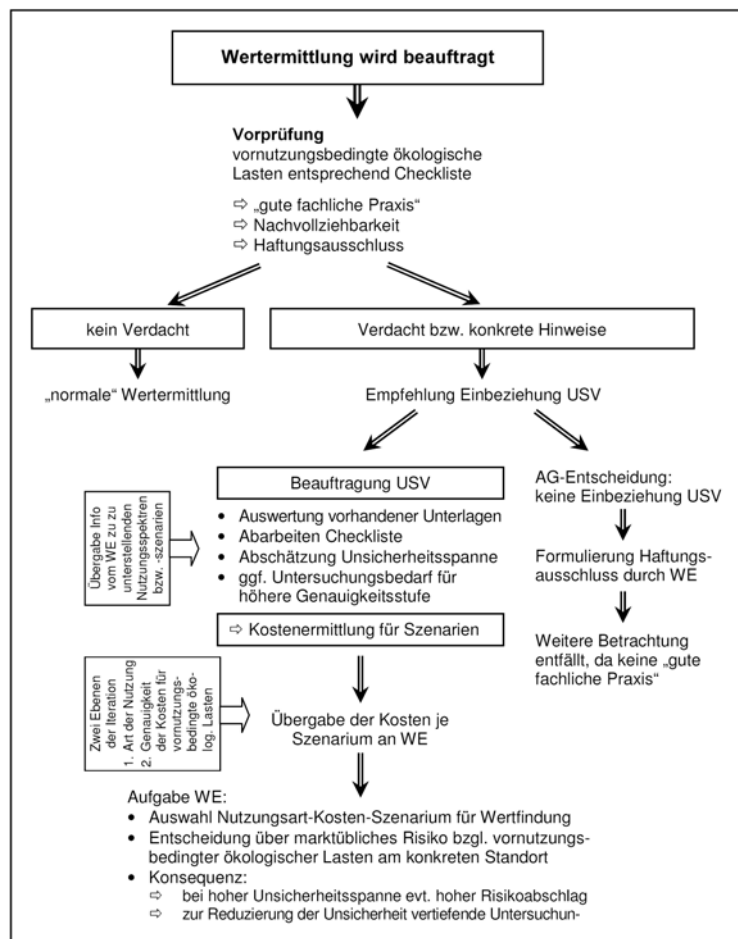 Wertermittlung wird beauftragt
Vorprüfung
vornutzungsbedingte ökologische
Lasten entsprechend Checkliste
⇨ „gute fachliche Praxis“
⇨ Nachvollziehbarkeit
⇨ Haftungsausschluss
kein Verdacht
Verdacht bzw. konkrete Hinweise
„normale“ Wertermittlung
Empfehlung Einbeziehung USV
Übergabe Info
vom WE zu zu
unterstellenden
Nutzungsspektren
bzw. -szenarien
Beauftragung USV
• Auswertung vorhandener Unterlagen
• Abarbeiten Checkliste
• Abschätzung Unsicherheitsspanne
• ggf. Untersuchungsbedarf für
höhere Genauigkeitsstufe
⇨ Kostenermittlung für Szenarien
AG-Entscheidung:
keine Einbeziehung USV
Formulierung Haftungs-
ausschluss durch WE
Weitere Betrachtung
entfällt, da keine „gute
fachliche Praxis“
Zwei Ebenen
der Iteration
1. Art der Nutzung
2. Genauigkeit
der Kosten für
vornutzungs-
bedingte öko-
log. Lasten
Übergabe der Kosten je
Szenarium an WE
Aufgabe WE:
• Auswahl Nutzungsart-Kosten-Szenarium für Wertfindung
• Entscheidung über marktübliches Risiko bzgl. vornutzungs-
bedingter ökologischer Lasten am konkreten Standort
• Konsequenz:
⇨ bei hoher Unsicherheitsspanne evt. hoher Risikoabschlag
⇨ zur Reduzierung der Unsicherheit vertiefende Untersuchun-